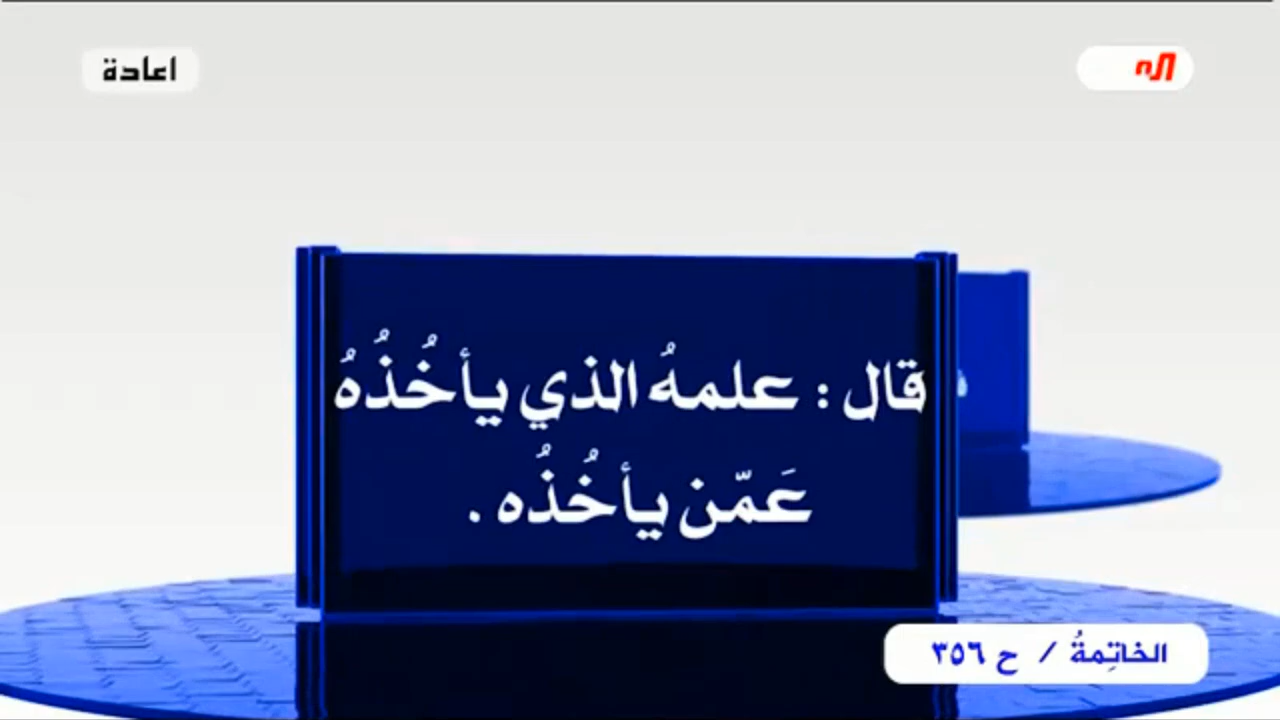 اعادة
قال : علمهُ الذي يأخُذُهُ
عَمّن يأخُذُه .
الخاتِمةُ / ح ٣٥٦